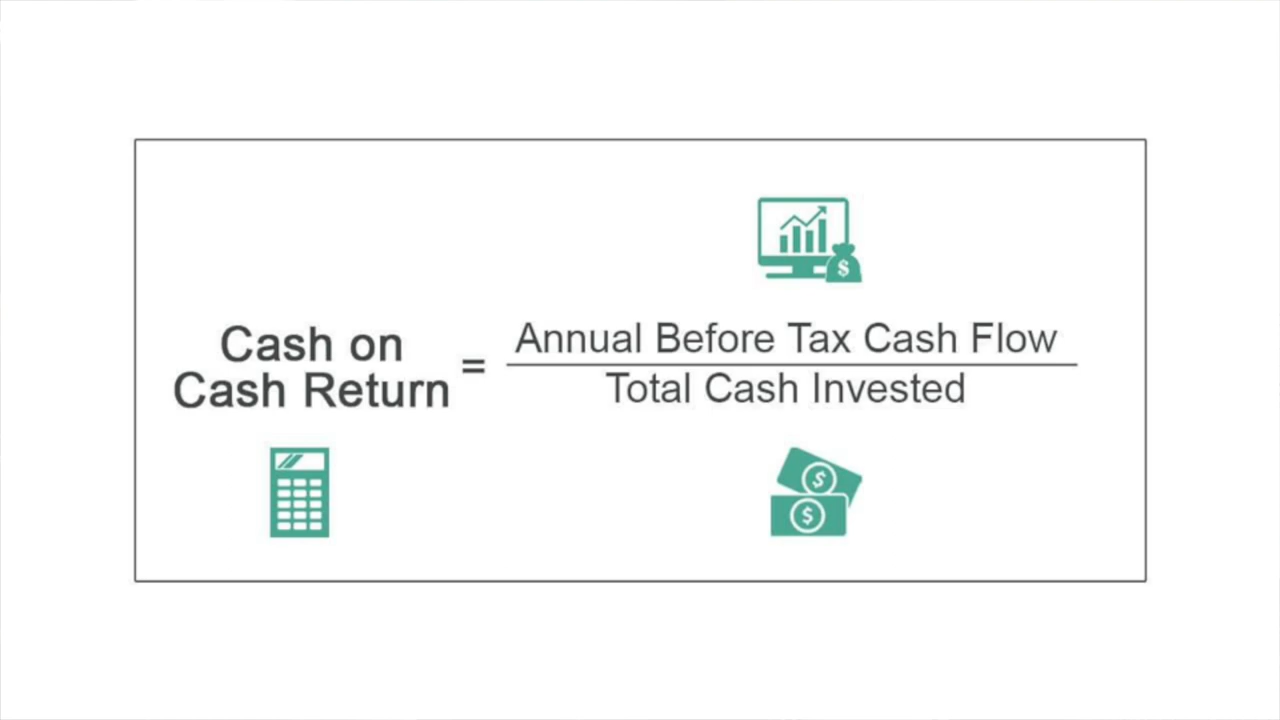 Cash on
Cash Return
=
Annual Before Tax Cash Flow
Total Cash Invested
$
$
$